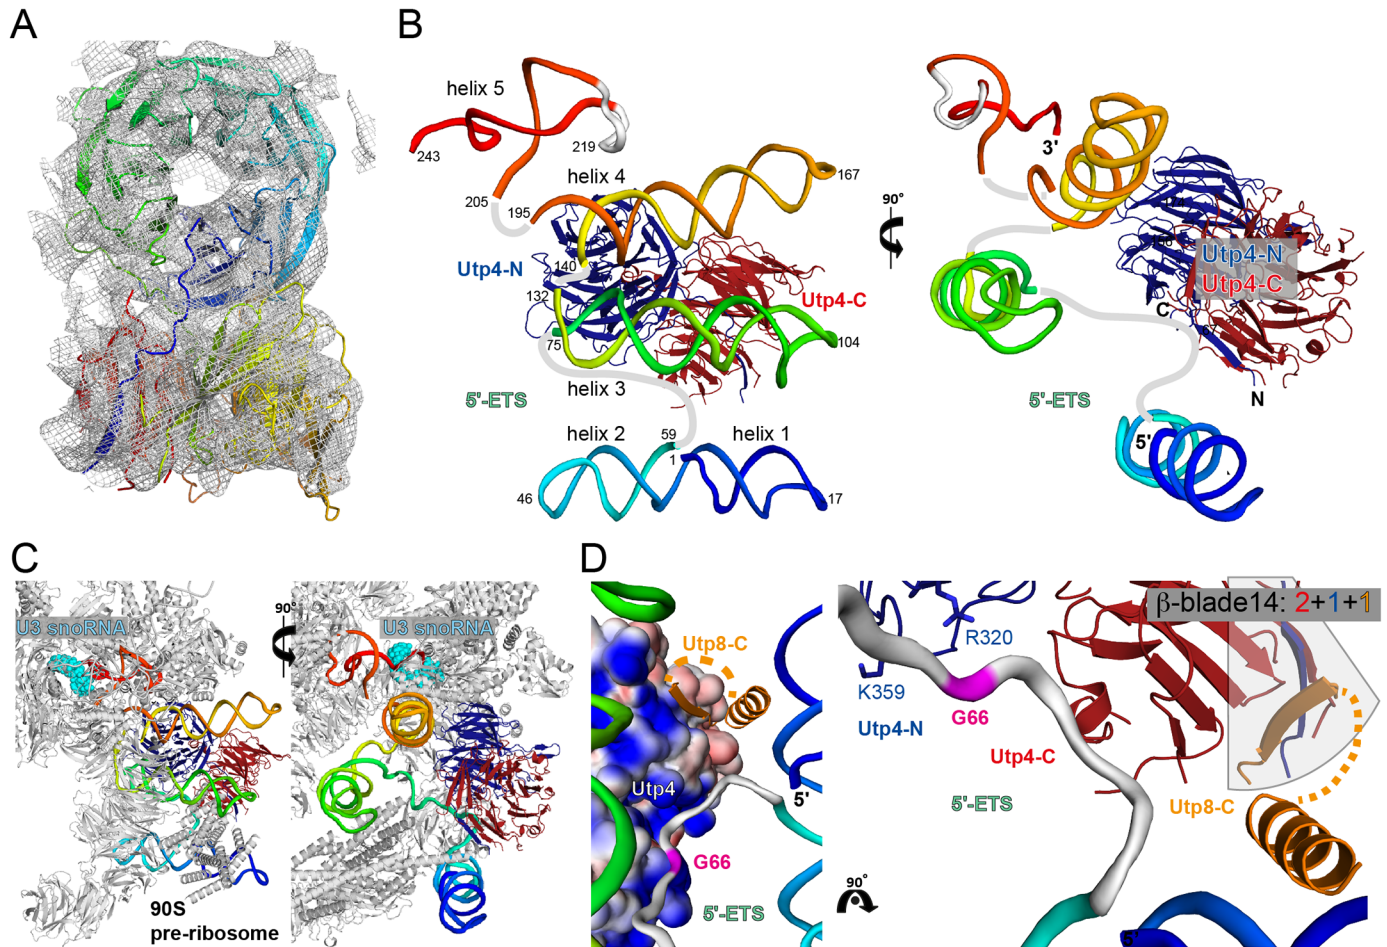 A
B
helix 5
243
219
helix 4
167
205
195
140
Utp4-N
132
Utp4-C
75
104
helix 3
5'-ETS
helix 2
59
helix 1
1
46
17
90°
3'
Utp4-N
Utp4-C
C
5'-ETS
N
5'
C
U3 snoRNA
90°
U3 snoRNA
90S
pre-ribosome
D
Utp8-C
Utp4
5'
G66
5'-ETS
90°
β-blade14: 2+1+1
R320
K359
G66
Utp4-N
Utp4-C
Utp8-C
5'-ETS
5'